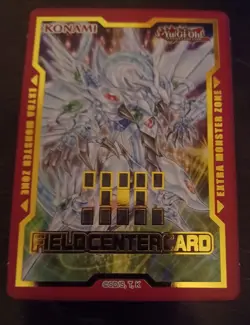 KONAMI
Yu-Gi-Oh!
EXTRA MONSTER ZONE
EXTRA MONSTER ZONE
FIELD CENTER CARD